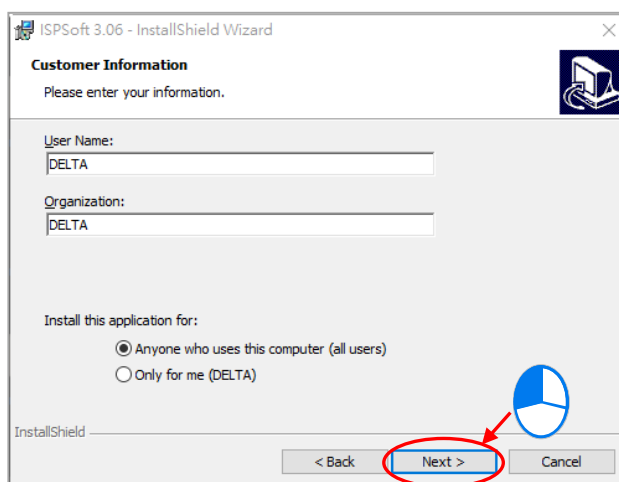 ISPSoft 3.06 - InstallShield Wizard
Customer Information
Please enter your information.
User Name:
DELTA
Organization:
DELTA
Install this application for:
Anyone who uses this computer (all users)
Only for me (DELTA)
InstallShield
< Back Next > Cancel